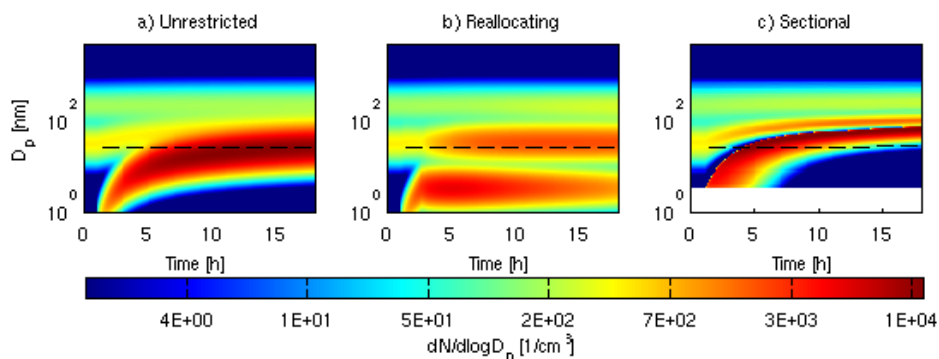 a) Unrestricted
b) Reallocating
c) Sectional
D_p [nm]
10^2
10^0
0 5 10 15
Time [h]
10^2
10^0
0 5 10 15
Time [h]
10^2
10^0
0 5 10 15
Time [h]
4E+00 1E+01 5E+01 2E+02 7E+02 3E+03 1E+04
dN/dlogD_p [1/cm^3]